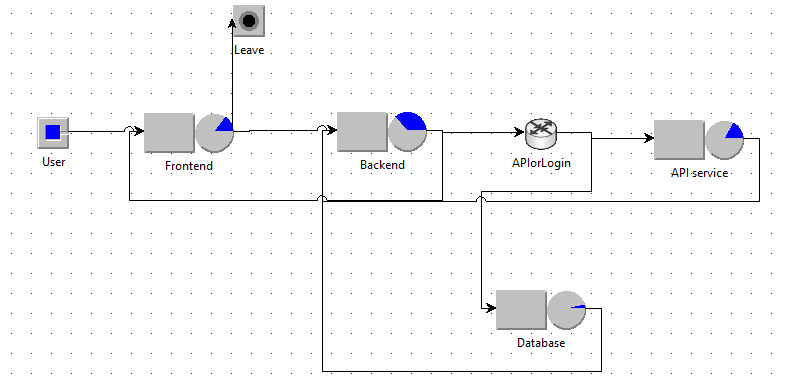 Leave
User
Frontend
Backend
APIorLogin
API service
Database